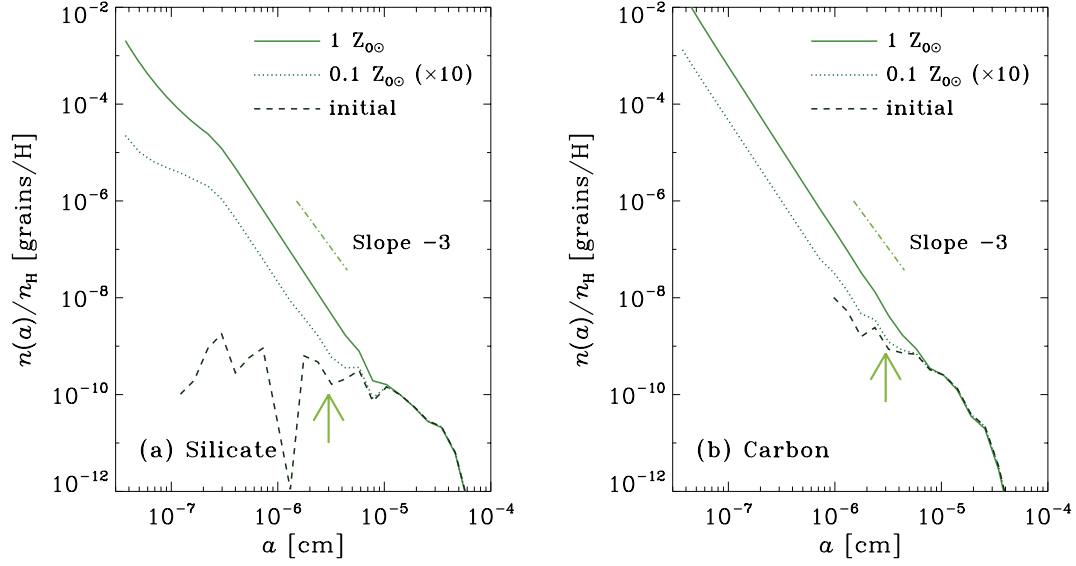 n(a)/n_H [grains/H]
10⁻²
10⁻⁴
10⁻⁶
10⁻⁸
10⁻¹⁰
10⁻¹²
1 Z₀⊙
0.1 Z₀⊙ (×10)
initial
Slope −3
(a) Silicate
10⁻⁷ 10⁻⁶ 10⁻⁵ 10⁻⁴
a [cm]
n(a)/n_H [grains/H]
10⁻²
10⁻⁴
10⁻⁶
10⁻⁸
10⁻¹⁰
10⁻¹²
1 Z₀⊙
0.1 Z₀⊙ (×10)
initial
Slope −3
(b) Carbon
10⁻⁷ 10⁻⁶ 10⁻⁵ 10⁻⁴
a [cm]